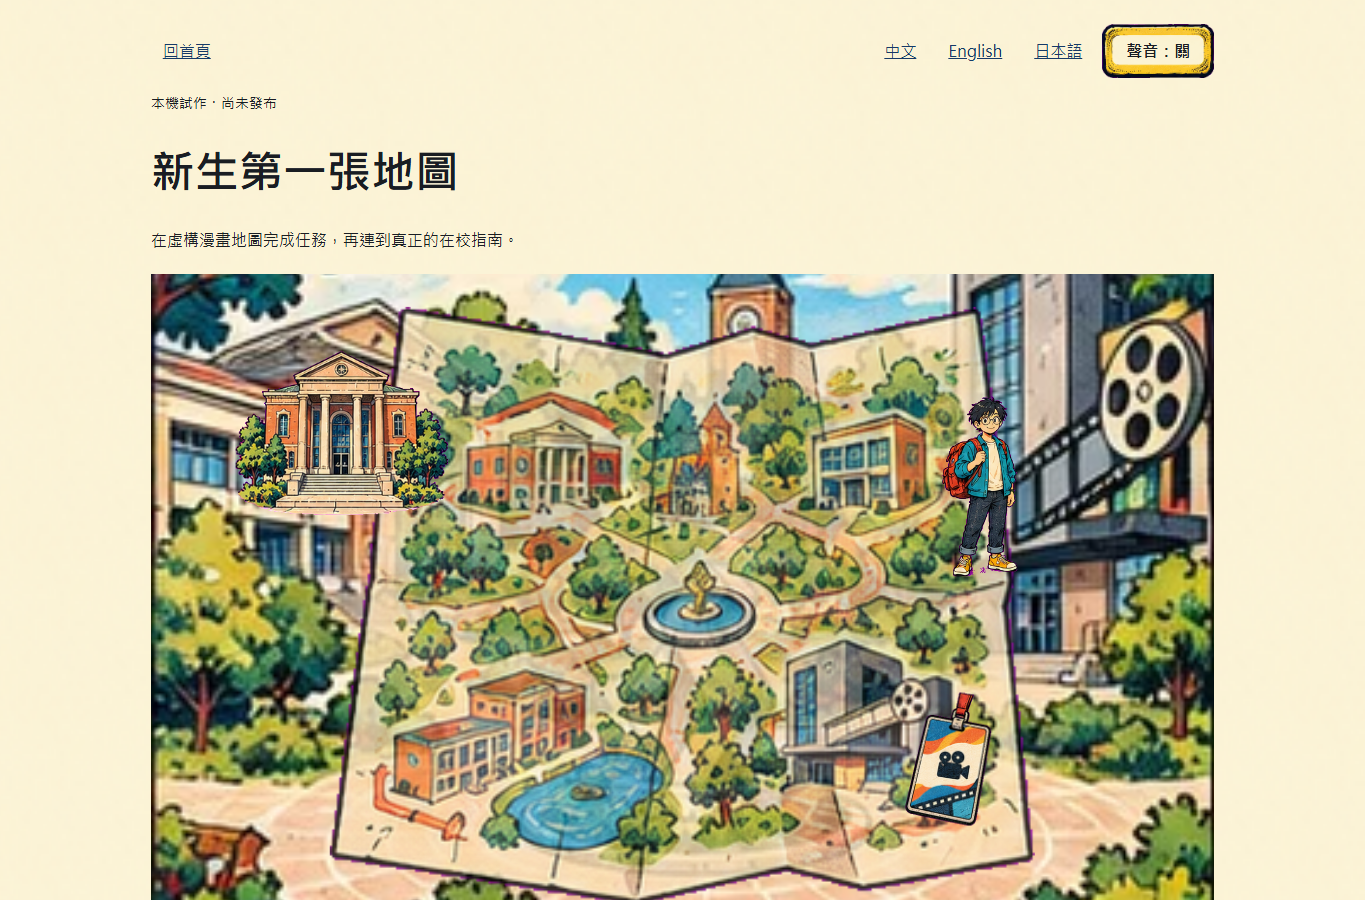 回首頁
中文 English 日本語 聲音：關
本機試作・尚未發布
新生第一張地圖
在虛構漫畫地圖完成任務，再連到真正的在校指南。